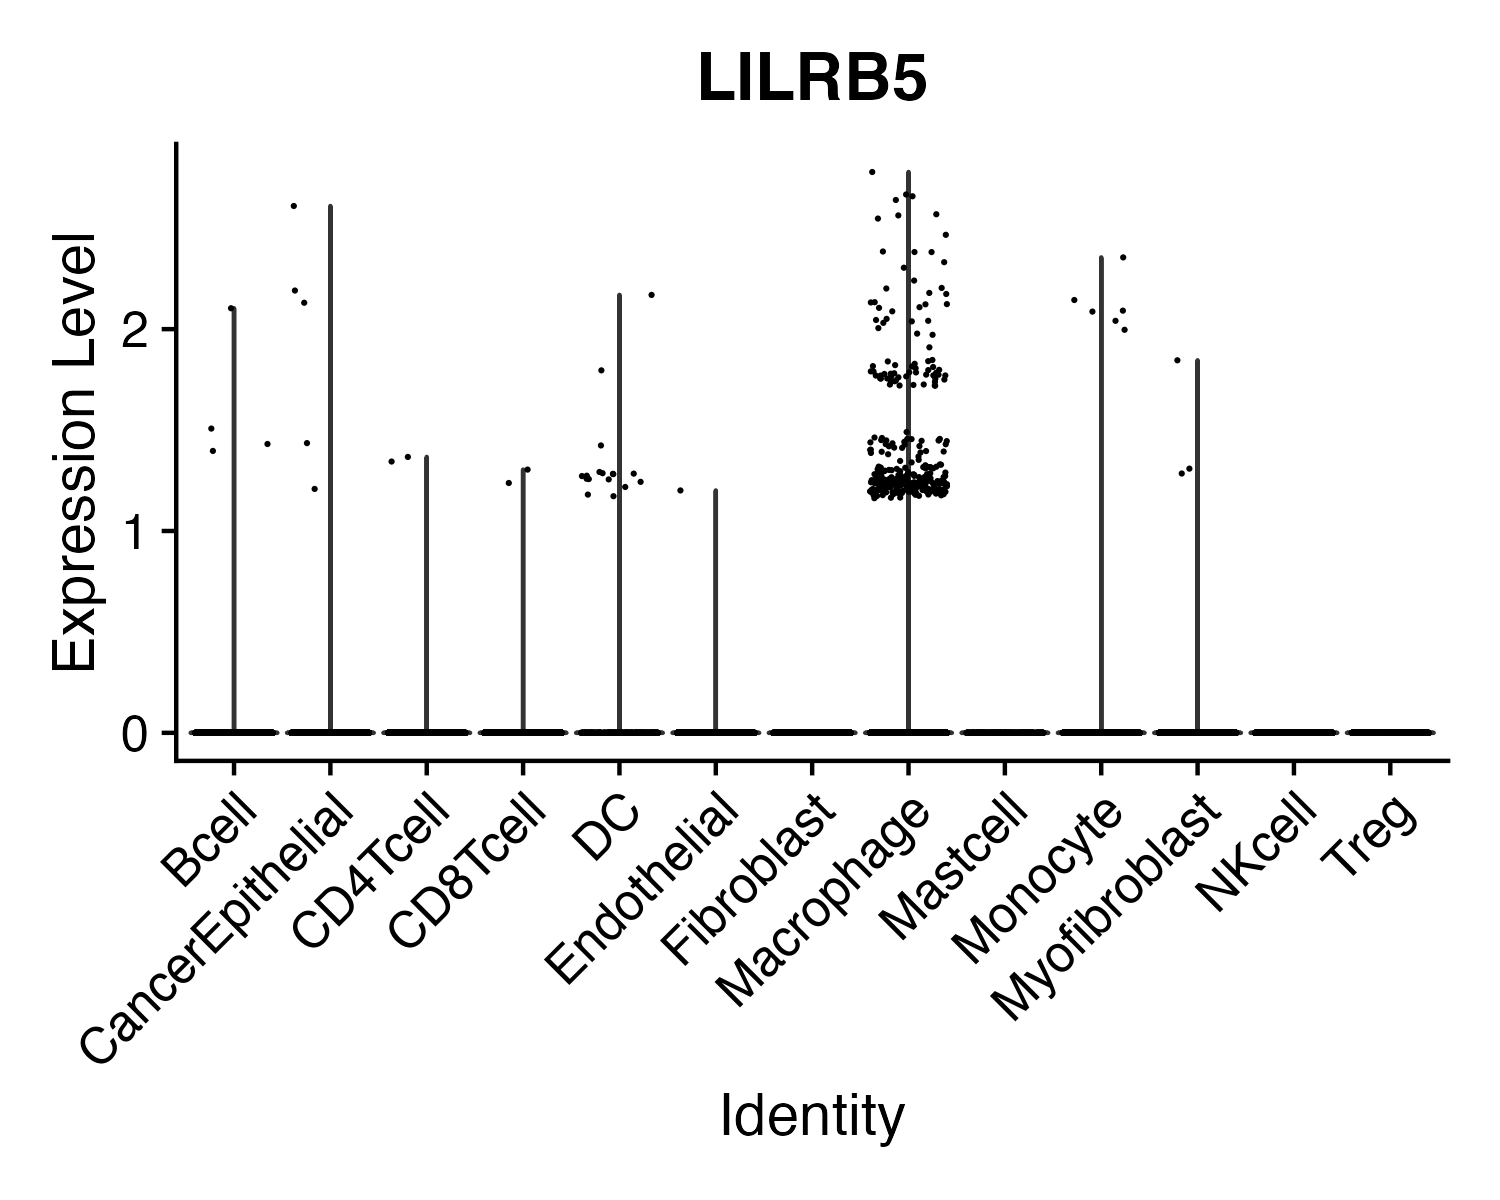 LILRB5
Expression Level
2
1
0
Bcell
CancerEpithelial
CD4Tcell
CD8Tcell
DC
Endothelial
Fibroblast
Macrophage
Mastcell
Monocyte
Myofibroblast
NKcell
Treg
Identity